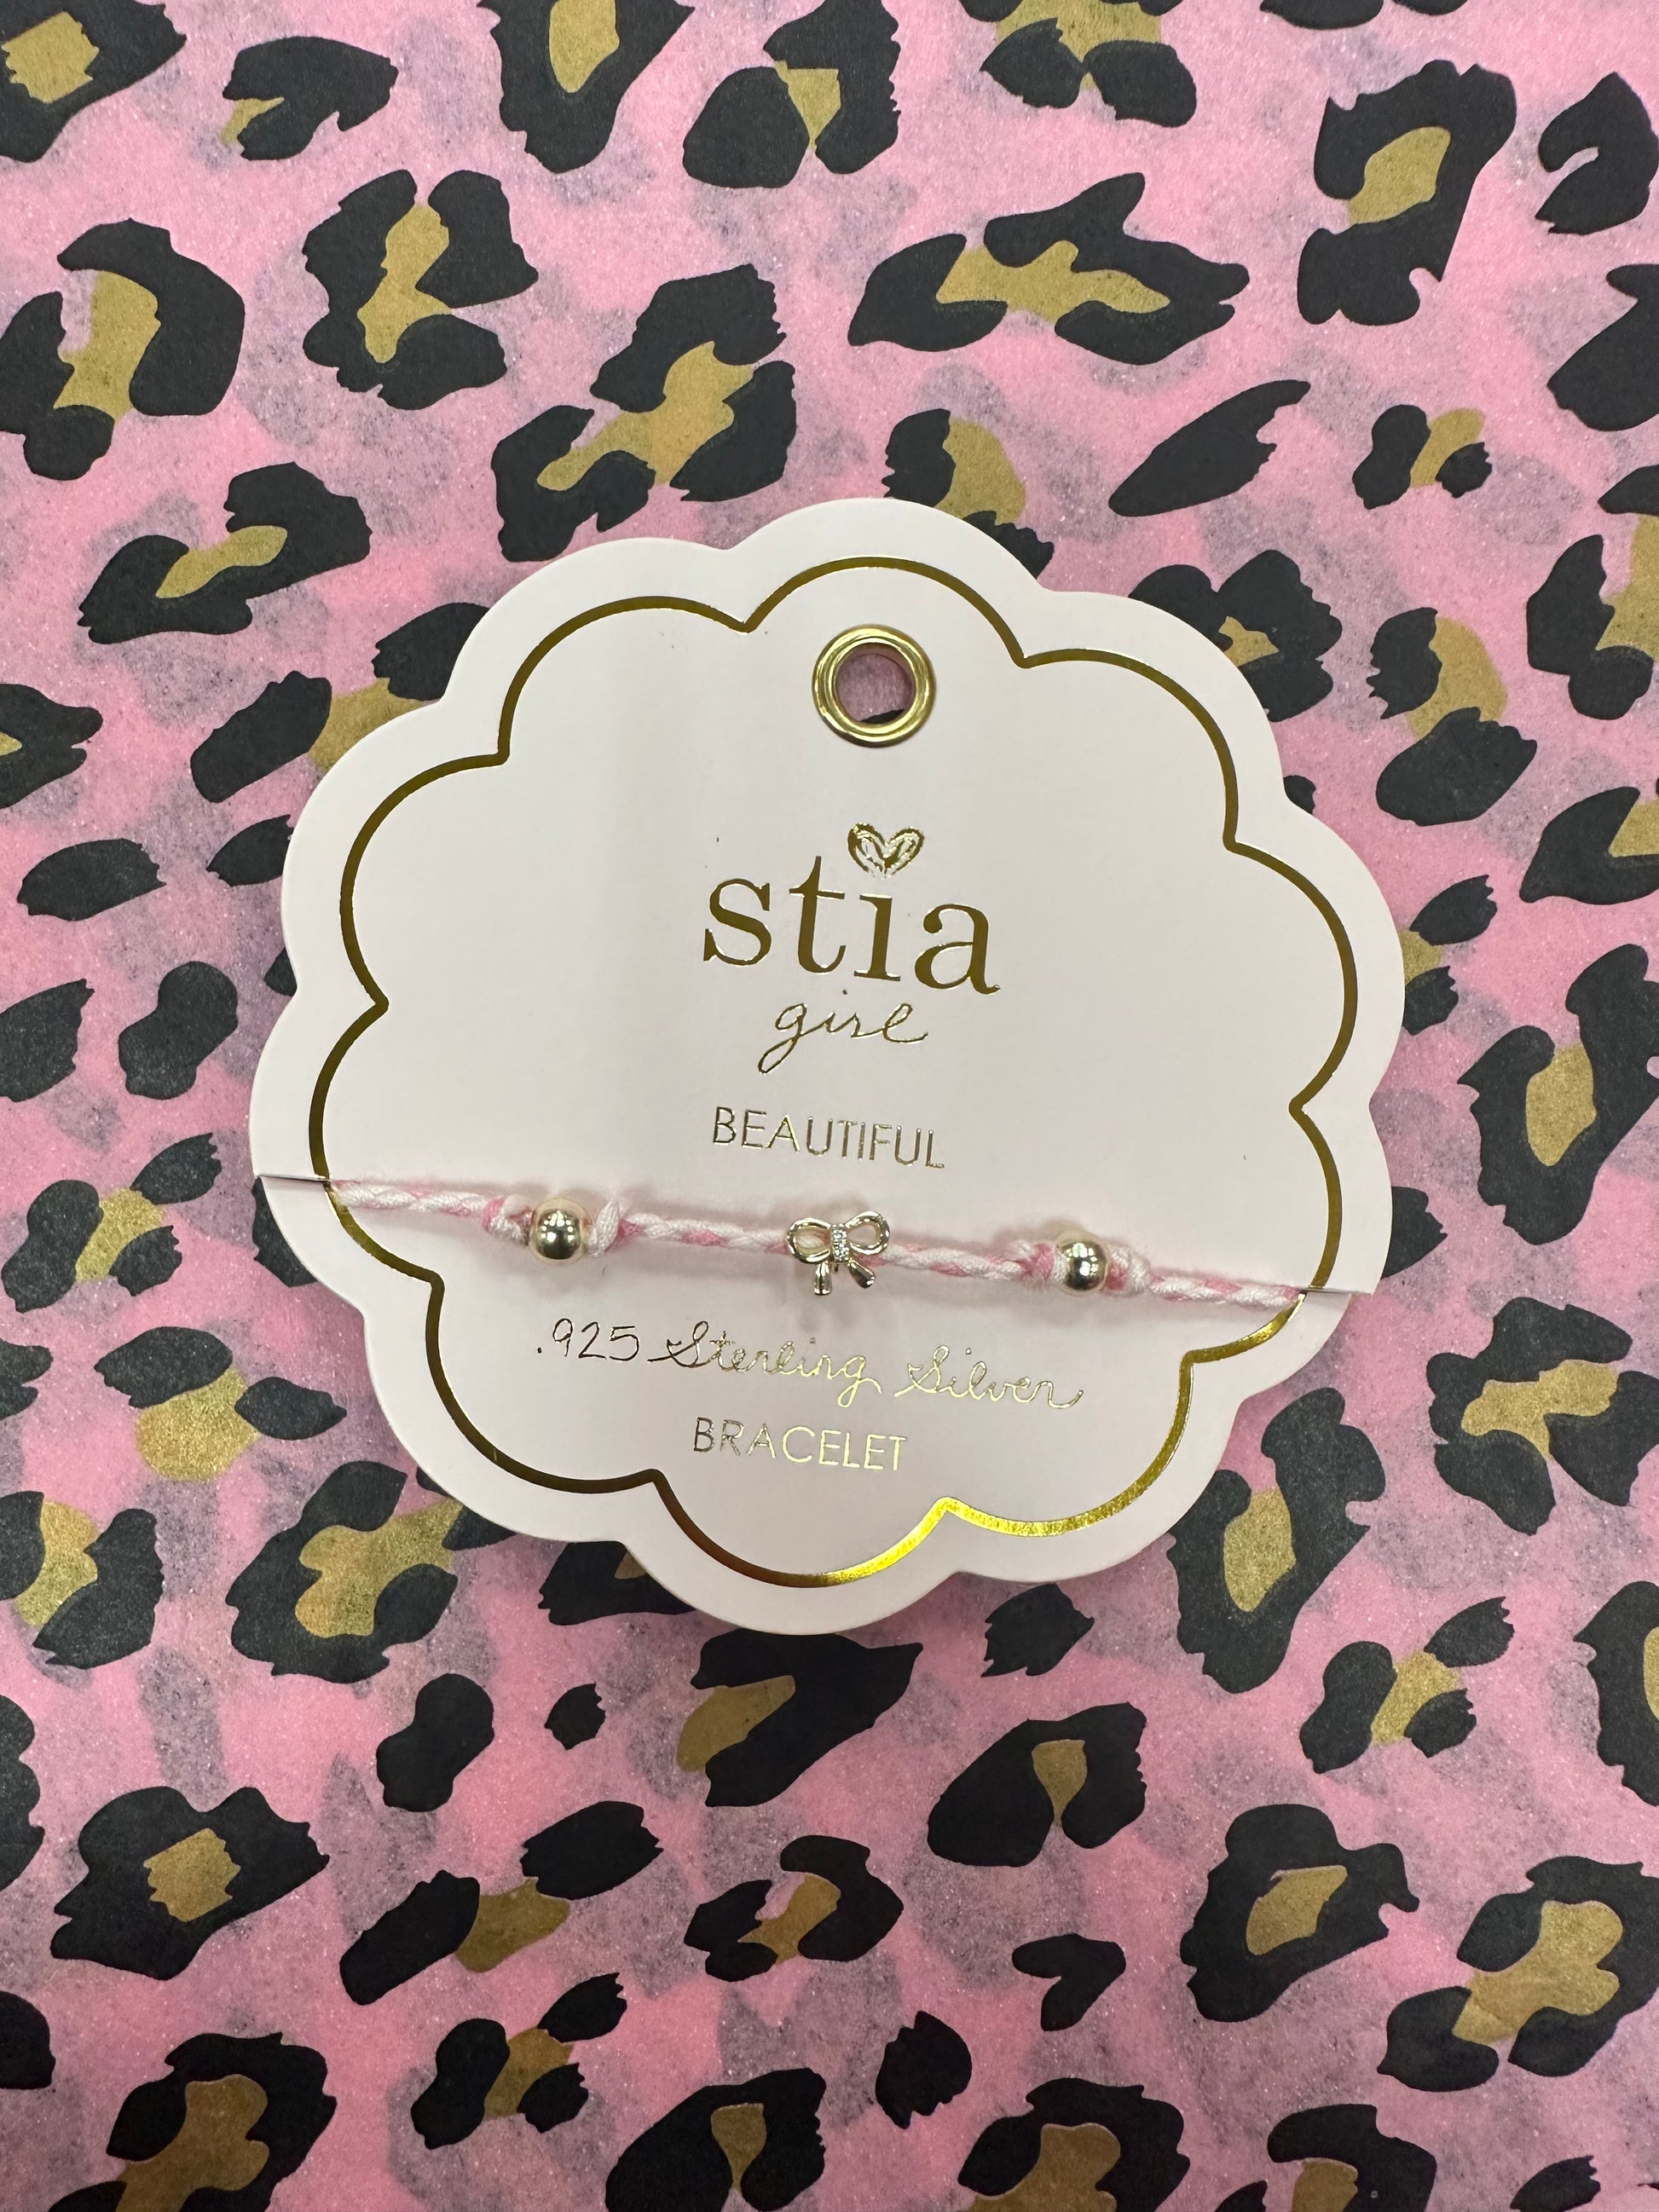 stia
girl
BEAUTIFUL
.925 Sterling Silver
BRACELET